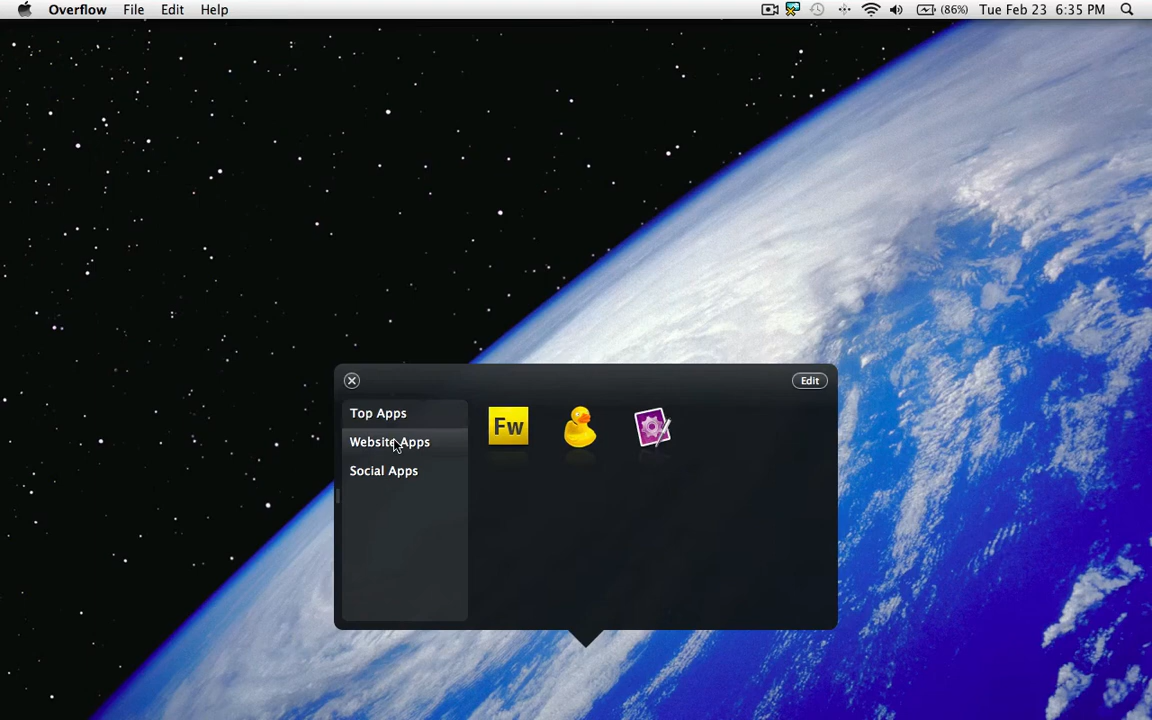 Overflow File Edit Help (86%) Tue Feb 23 6:35 PM
Edit
Top Apps
Website Apps
Social Apps
Fw